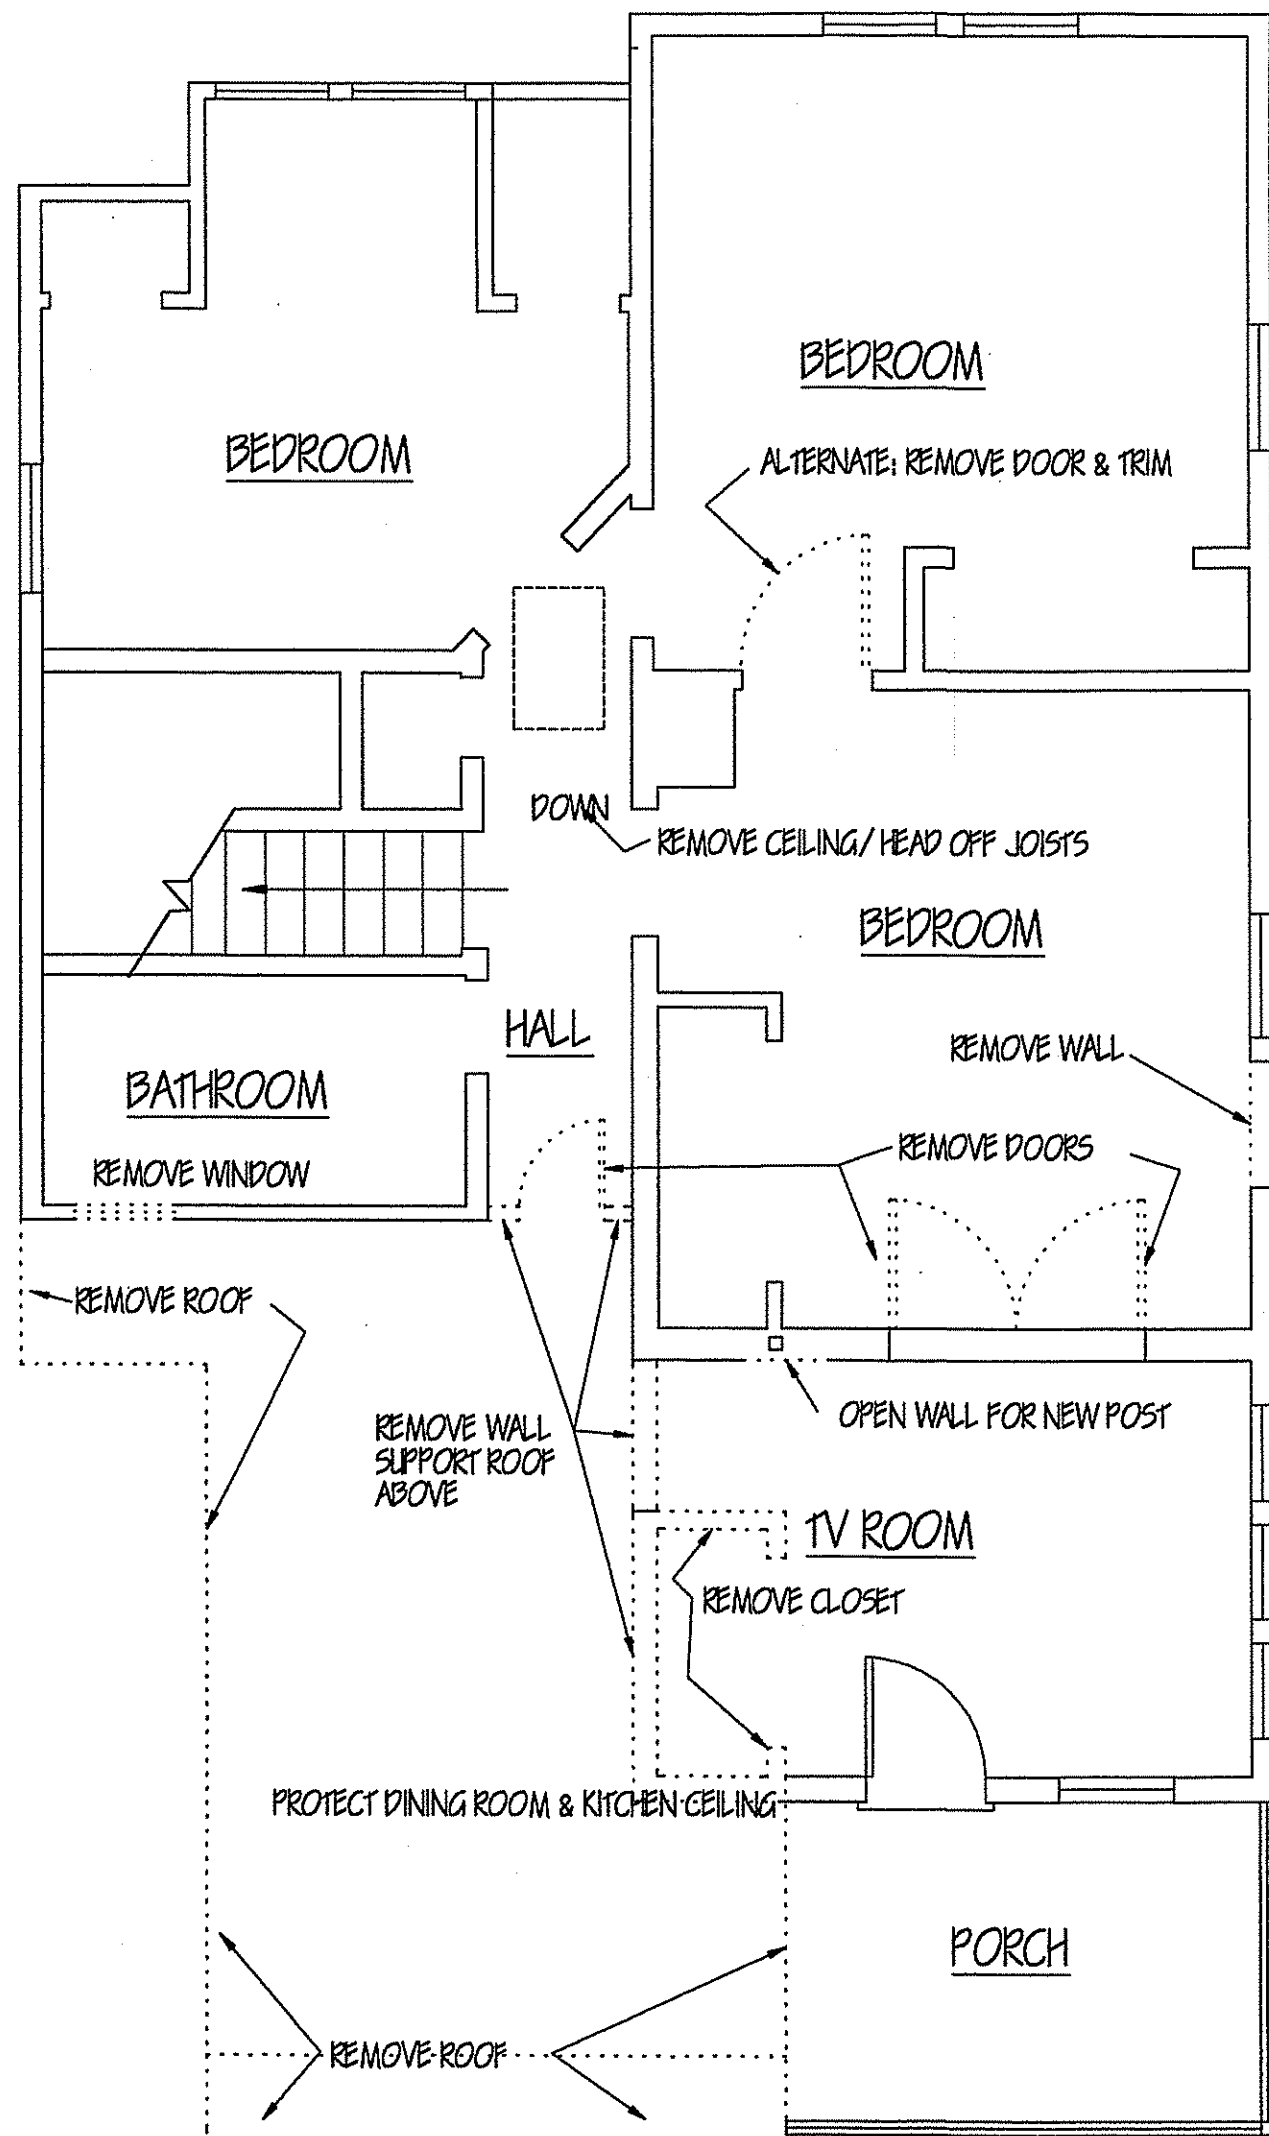 BEDROOM
BEDROOM
ALTERNATE: REMOVE DOOR & TRIM
DOWN
REMOVE CEILING/ HEAD OFF JOISTS
BEDROOM
HALL
REMOVE WALL
BATHROOM
REMOVE DOORS
REMOVE WINDOW
REMOVE ROOF
OPEN WALL FOR NEW POST
REMOVE WALL
SUPPORT ROOF
ABOVE
TV ROOM
REMOVE CLOSET
PROTECT DINING ROOM & KITCHEN CEILING
PORCH
REMOVE ROOF